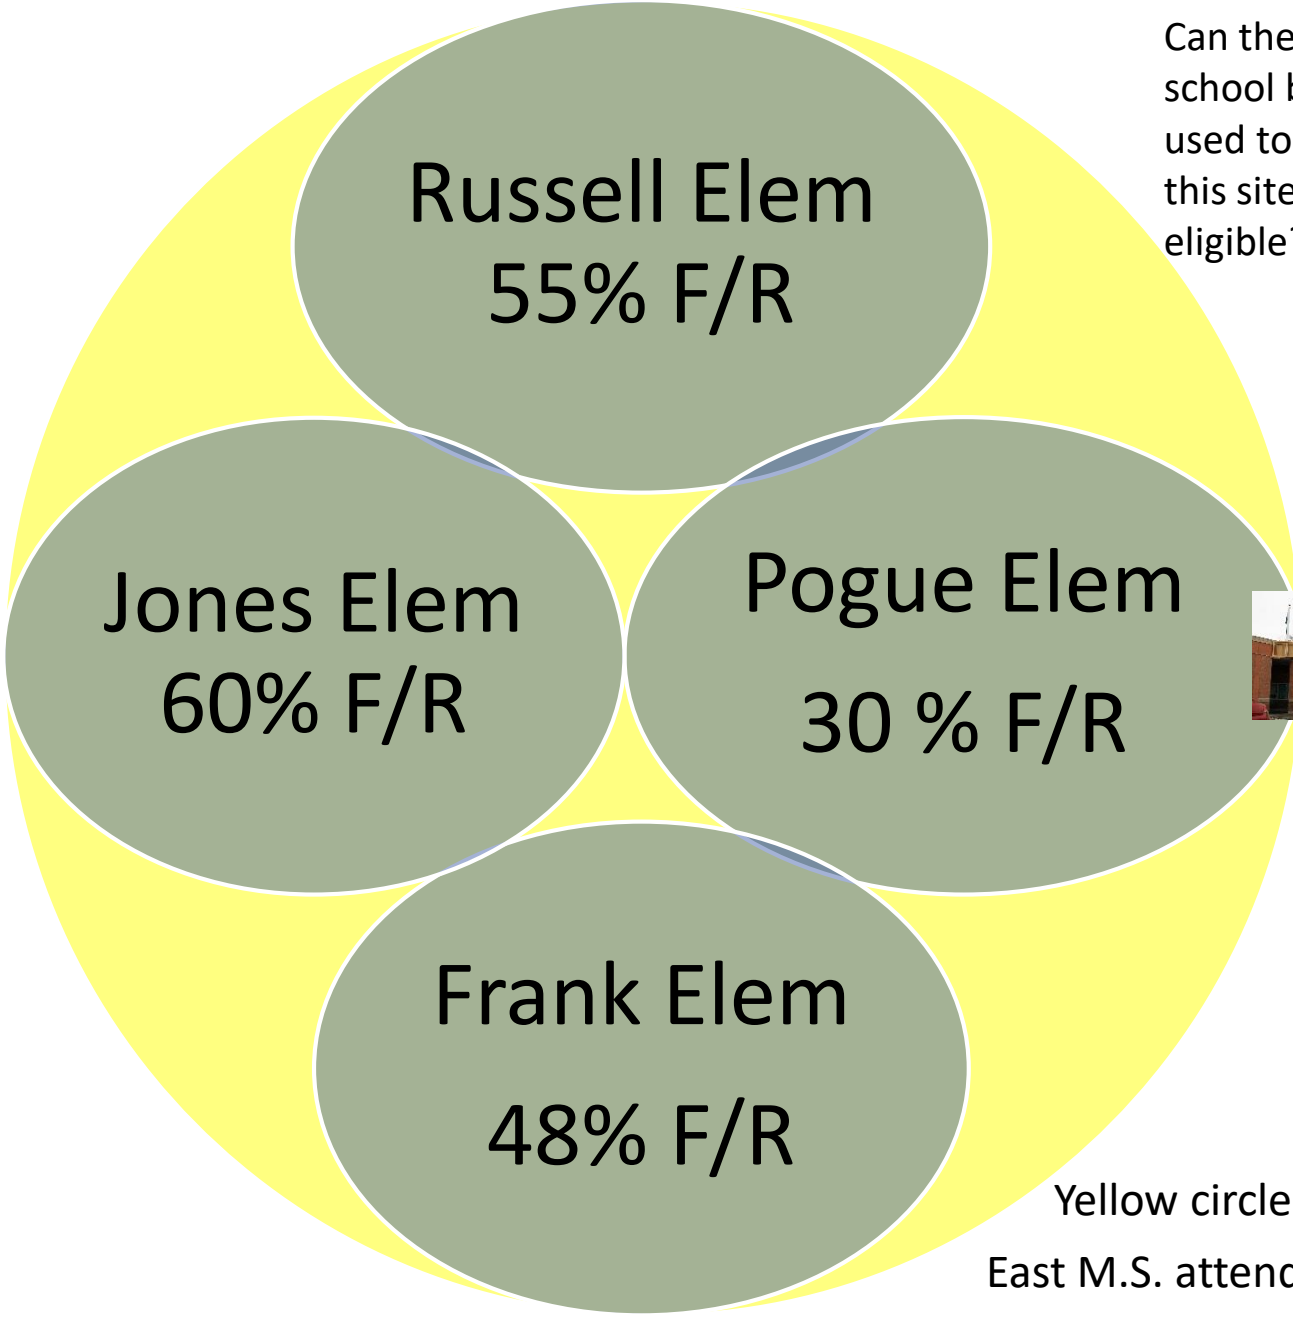 Can the
school
used to
this site
eligible
Russell Elem
55% F/R
Jones Elem
60% F/R
Pogue Elem
30 % F/R
Frank Elem
48% F/R
Yellow circle
East M.S.